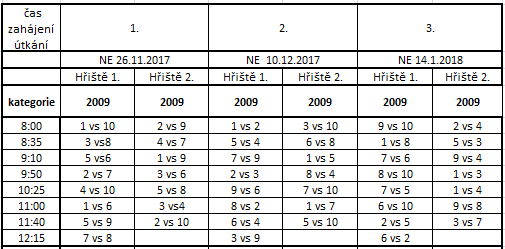 čas zahájení útkání 1. 2. 3.
NE 26.11.2017 NE 10.12.2017 NE 14.1.2018
Hřiště 1. Hřiště 2. Hřiště 1. Hřiště 2. Hřiště 1. Hřiště 2.
kategorie 2009 2009 2009 2009 2009 2009
8:00 1 vs 10 2 vs 9 1 vs 2 3 vs 10 9 vs 10 2 vs 4
8:35 3 vs8 4 vs 7 5 vs 4 6 vs 8 1 vs 8 5 vs 3
9:10 5 vs6 1 vs 9 7 vs 9 1 vs 5 7 vs 6 9 vs 4
9:50 2 vs 7 3 vs 6 2 vs 3 8 vs 4 8 vs 10 1 vs 3
10:25 4 vs 10 5 vs 8 9 vs 6 7 vs 10 7 vs 5 1 vs 4
11:00 1 vs 6 3 vs4 8 vs 2 1 vs 7 6 vs 10 9 vs 8
11:40 5 vs 9 2 vs 10 6 vs 4 5 vs 10 2 vs 5 3 vs 7
12:15 7 vs 8 3 vs 9 6 vs 2